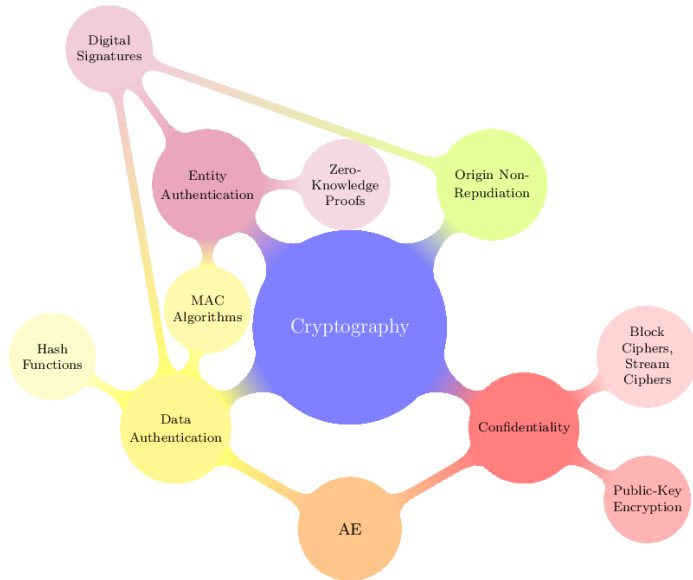 Digital
Signatures
Entity
Authentication
Zero-
Knowledge
Proofs
Origin Non-
Repudiation
MAC
Algorithms
Cryptography
Hash
Functions
Block
Ciphers,
Stream
Ciphers
Data
Authentication
Confidentiality
Public-Key
Encryption
AE